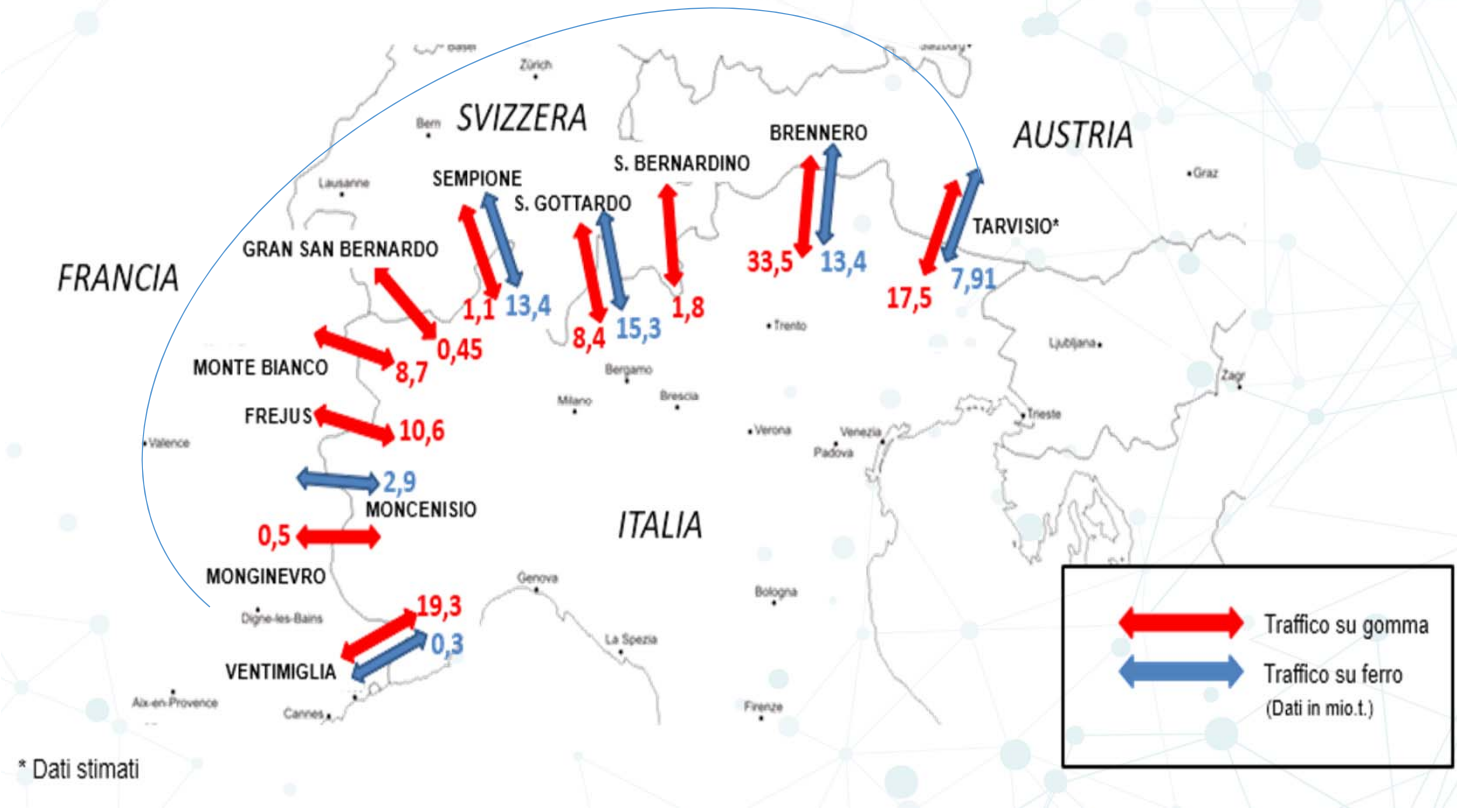 Basel
Salzburg
Zürich
SVIZZERA
Bern
BRENNERO
AUSTRIA
S. BERNARDINO
Graz
Lausanne
SEMPIONE
S. GOTTARDO
TARVISIO*
GRAN SAN BERNARDO
FRANCIA
33,5
13,4
7,91
17,5
1,1
13,4
1,8
15,3
8,4
0,45
Trento
Ljubljana
MONTE BIANCO
8,7
Bergamo
Zagr
Milano
Brescia
FREJUS
10,6
Valence
Verona
Venezia
Padova
Trieste
2,9
MONCENISIO
ITALIA
0,5
MONGINEVRO
Genova
Bologna
Digne-les-Bains
19,3
0,3
La Spezia
VENTIMIGLIA
Aix-en-Provence
Cannes
Firenze
Traffico su gomma
Traffico su ferro
(Dati in mio.t.)
* Dati stimati